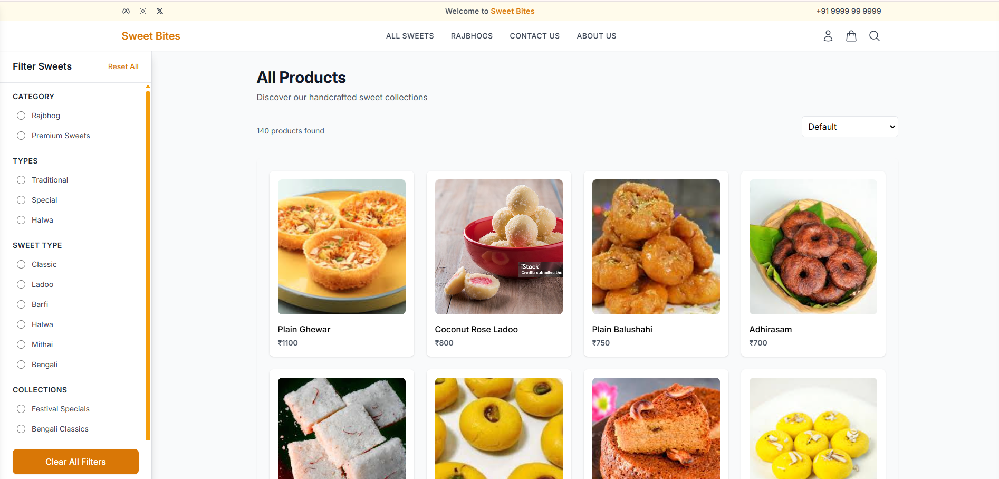 Welcome to Sweet Bites
+91 9999 99 9999
Sweet Bites
ALL SWEETS
RAJBHOGS
CONTACT US
ABOUT US
Filter Sweets
Reset All
CATEGORY
Rajbhog
Premium Sweets
TYPES
Traditional
Special
Halwa
SWEET TYPE
Classic
Ladoo
Barfi
Halwa
Mithai
Bengali
COLLECTIONS
Festival Specials
Bengali Classics
Clear All Filters
All Products
Discover our handcrafted sweet collections
140 products found
Default
iStock
Credit: subodhsathe
Plain Ghewar
₹1100
Coconut Rose Ladoo
₹800
Plain Balushahi
₹750
Adhirasam
₹700